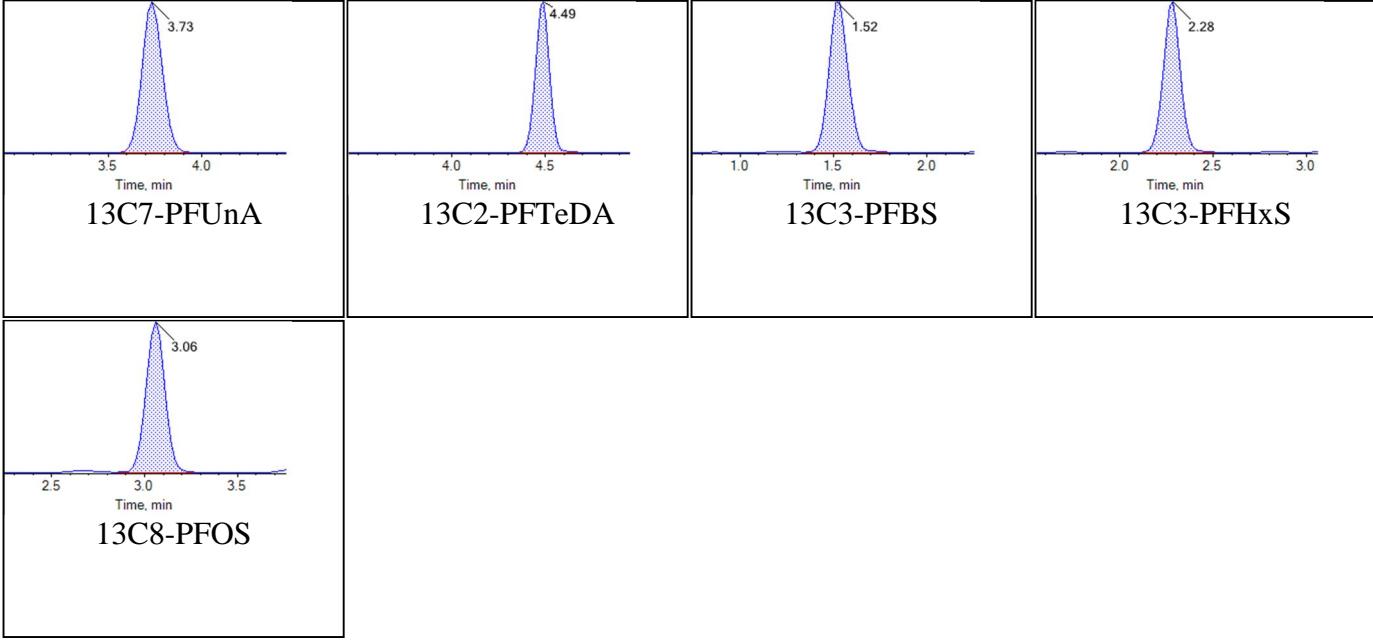 3.73
3.5 4.0
Time, min
13C7-PFUnA
4.49
4.0 4.5
Time, min
13C2-PFTeDA
1.52
1.0 1.5 2.0
Time, min
13C3-PFBS
2.28
2.0 2.5 3.0
Time, min
13C3-PFHxS
3.06
2.5 3.0 3.5
Time, min
13C8-PFOS